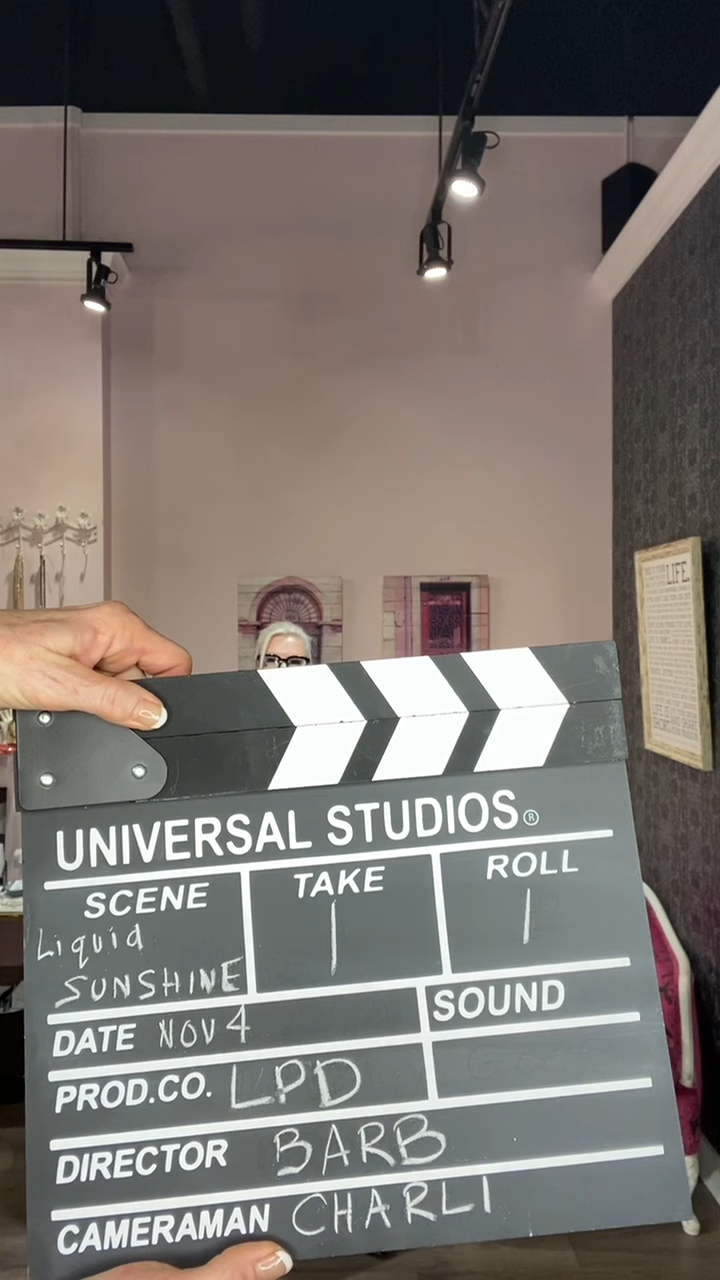 LIFE.
UNIVERSAL STUDIOS®
SCENE TAKE ROLL
Liquid 1 1
SUNSHINE
DATE NOV 4 SOUND
PROD.CO. LPD
DIRECTOR BARB
CAMERAMAN CHARLI